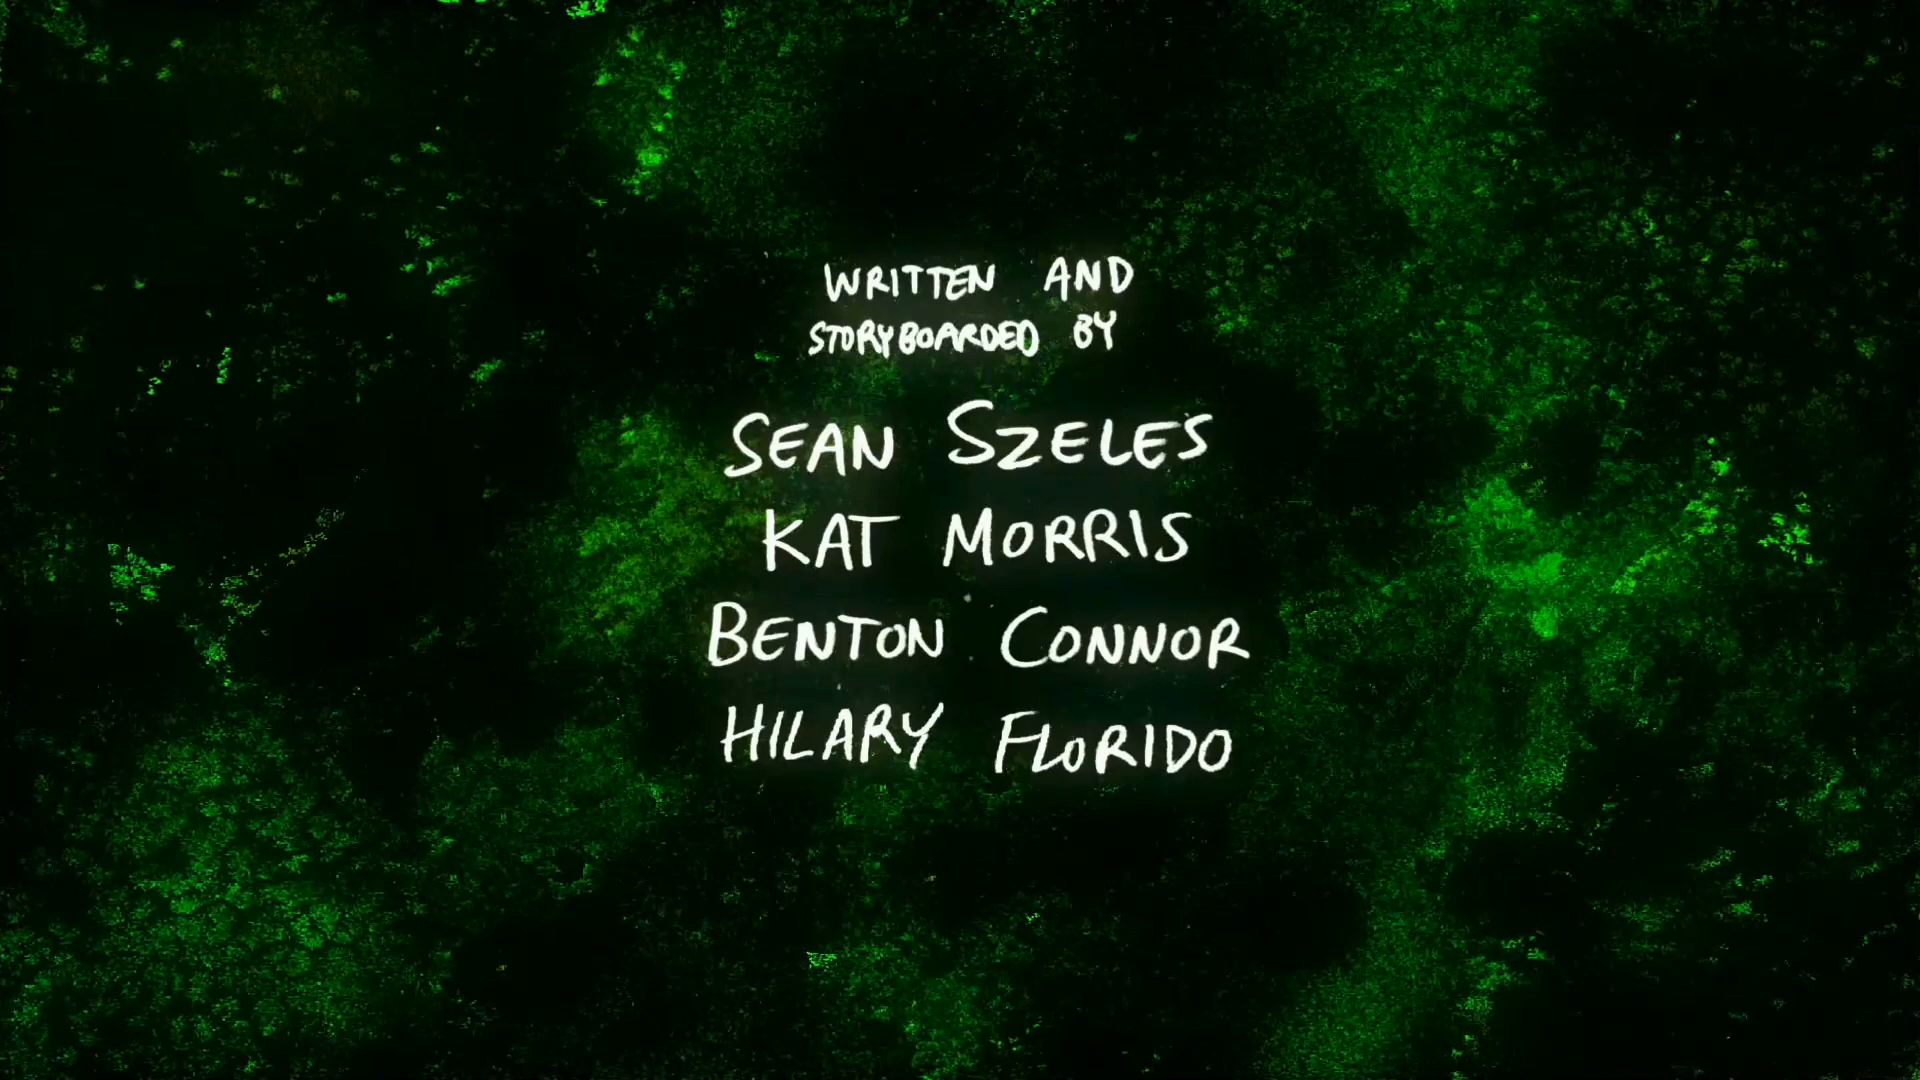 WRITTEN AND
STORYBOARDED BY
SEAN SZELES
KAT MORRIS
BENTON CONNOR
HILARY FLORIDO